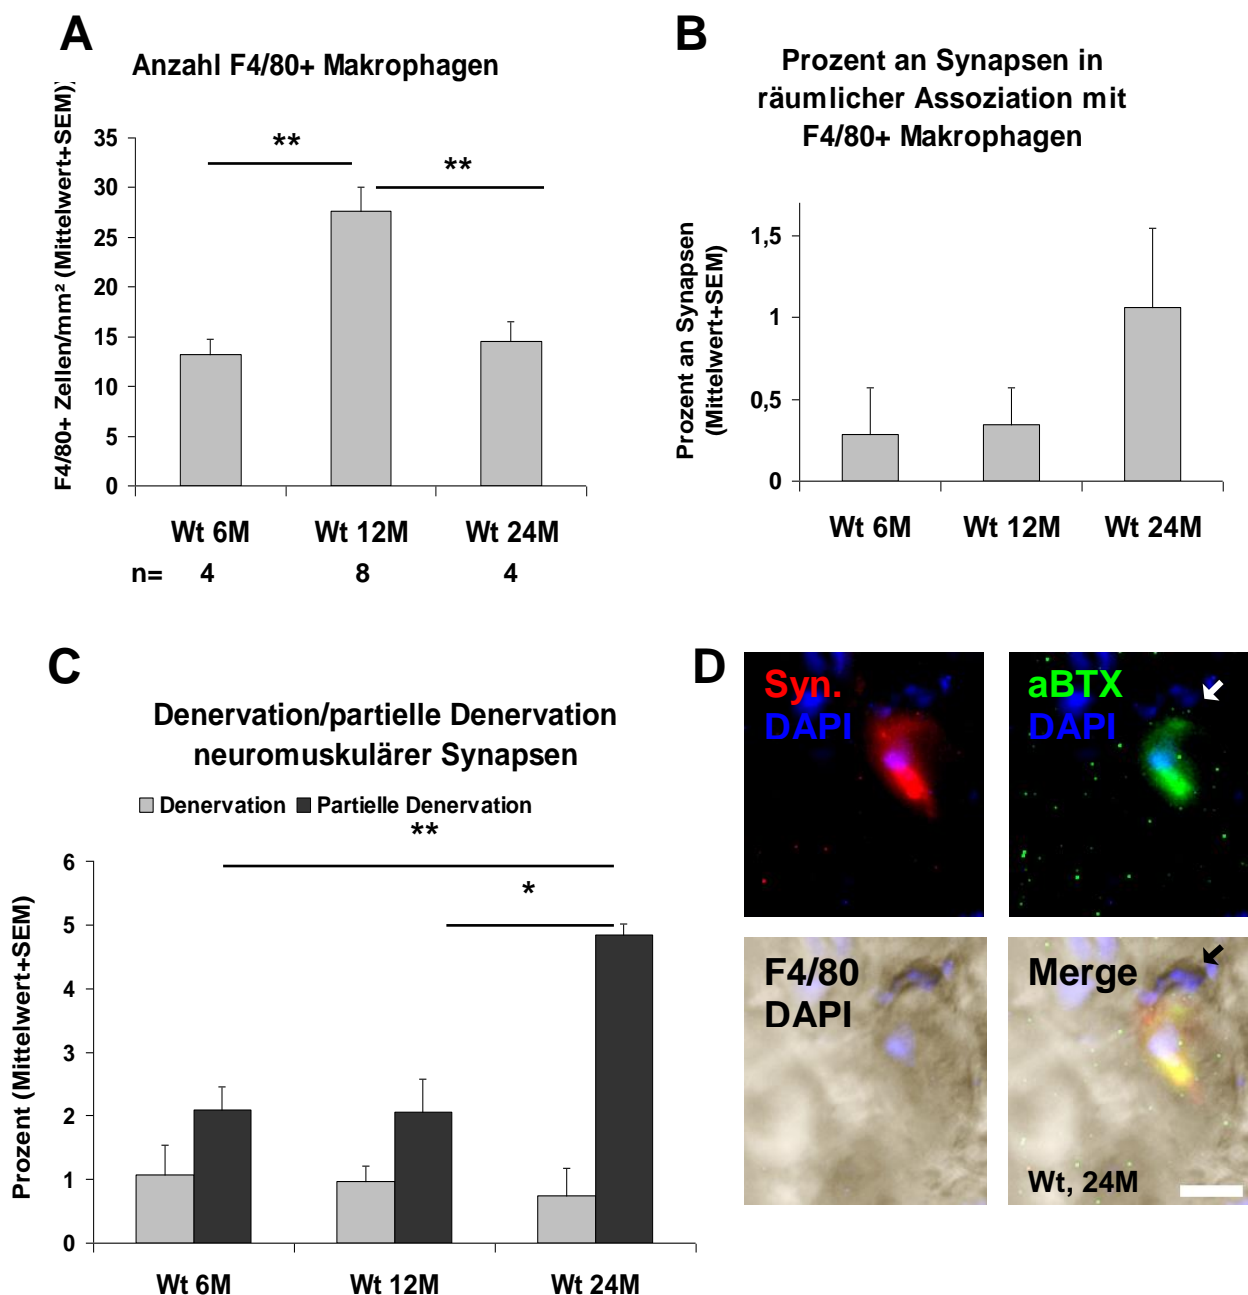 A
Anzahl F4/80+ Makrophagen
F4/80+ Zellen/mm² (Mittelwert+SEM)
35
30
25
20
15
10
5
0
**
**
Wt 6M Wt 12M Wt 24M
n= 4 8 4
B
Prozent an Synapsen in
räumlicher Assoziation mit
F4/80+ Makrophagen
Prozent an Synapsen
(Mittelwert+SEM)
1,5
1
0,5
0
Wt 6M Wt 12M Wt 24M
C
Denervation/partielle Denervation
neuromuskulärer Synapsen
Denervation Partielle Denervation
**
*
Prozent (Mittelwert+SEM)
6
5
4
3
2
1
0
Wt 6M Wt 12M Wt 24M
D
Syn.
DAPI
aBTX
DAPI
F4/80
DAPI
Merge
Wt, 24M